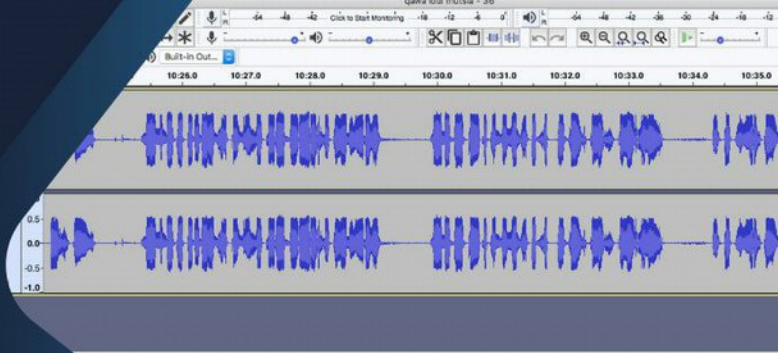 L R -54 -48 -42 Click to Start Monitoring -18 -12 -6 0 L R -54 -48 -42 -36 -30 -24 -18 -12
Built-in Out...
10:26.0 10:27.0 10:28.0 10:29.0 10:30.0 10:31.0 10:32.0 10:33.0 10:34.0 10:35.0
0.5
0.0
-0.5
-1.0